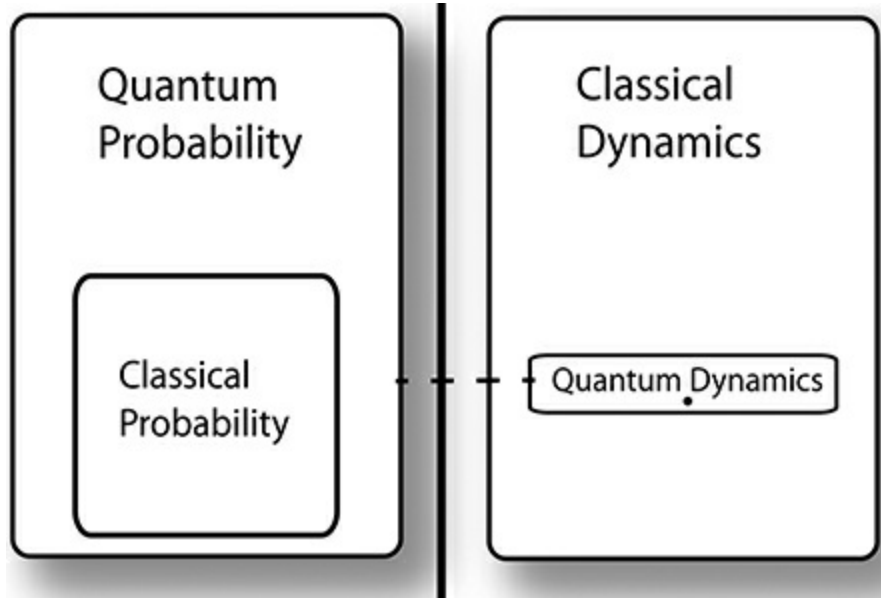 Quantum
Probability
Classical
Probability
Classical
Dynamics
Quantum Dynamics